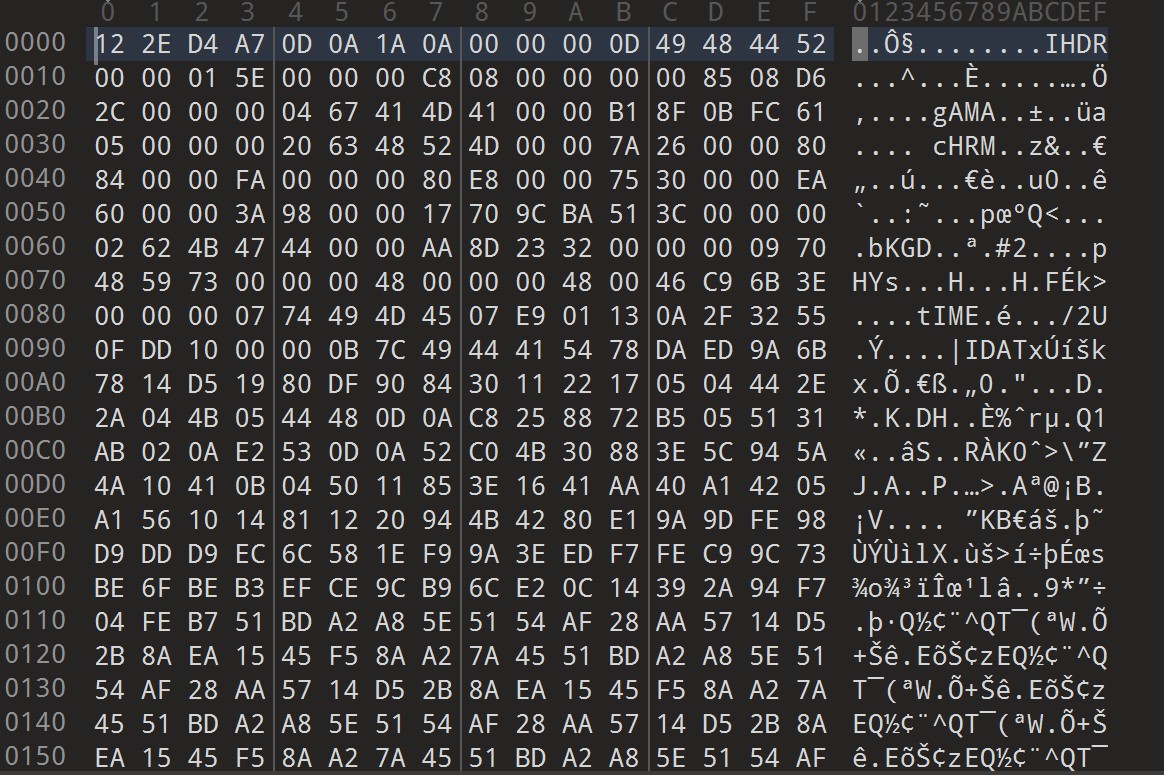 0 1 2 3 4 5 6 7 8 9 A B C D E F 0123456789ABCDEF
0000 12 2E D4 A7 0D 0A 1A 0A 00 00 00 0D 49 48 44 52 ..Ô§........IHDR
0010 00 00 01 5E 00 00 00 C8 08 00 00 00 00 85 08 D6 ...^...È.....….Ö
0020 2C 00 00 00 04 67 41 4D 41 00 00 B1 8F 0B FC 61 ,....gAMA..±..üa
0030 05 00 00 00 20 63 48 52 4D 00 00 7A 26 00 00 80 .... cHRM..z&..€
0040 84 00 00 FA 00 00 00 80 E8 00 00 75 30 00 00 EA „..ú...€è..u0..ê
0050 60 00 00 3A 98 00 00 17 70 9C BA 51 3C 00 00 00 `..:˜...pœºQ<...
0060 02 62 4B 47 44 00 00 AA 8D 23 32 00 00 00 09 70 .bKGD..ª.#2....p
0070 48 59 73 00 00 00 48 00 00 00 48 00 46 C9 6B 3E HYs...H...H.FÉk>
0080 00 00 00 07 74 49 4D 45 07 E9 01 13 0A 2F 32 55 ....tIME.é.../2U
0090 0F DD 10 00 00 0B 7C 49 44 41 54 78 DA ED 9A 6B .Ý....|IDATxÚíšk
00A0 78 14 D5 19 80 DF 90 84 30 11 22 17 05 04 44 2E x.Õ.€ß.„0."...D.
00B0 2A 04 4B 05 44 48 0D 0A C8 25 88 72 B5 05 51 31 *.K.DH..È%ˆrµ.Q1
00C0 AB 02 0A E2 53 0D 0A 52 C0 4B 30 88 3E 5C 94 5A «..âS..RÀK0ˆ>\”Z
00D0 4A 10 41 0B 04 50 11 85 3E 16 41 AA 40 A1 42 05 J.A..P.…>.Aª@¡B.
00E0 A1 56 10 14 81 12 20 94 4B 42 80 E1 9A 9D FE 98 ¡V.... ”KB€áš.þ˜
00F0 D9 DD D9 EC 6C 58 1E F9 9A 3E ED F7 FE C9 9C 73 ÙÝÙìlX.ùš>í÷þÉœs
0100 BE 6F BE B3 EF CE 9C B9 6C E2 0C 14 39 2A 94 F7 ¾o¾³ïÎœ¹lâ..9*”÷
0110 04 FE B7 51 BD A2 A8 5E 51 54 AF 28 AA 57 14 D5 .þ·Q½¢¨^QT¯(ªW.Õ
0120 2B 8A EA 15 45 F5 8A A2 7A 45 51 BD A2 A8 5E 51 +Šê.EõŠ¢zEQ½¢¨^Q
0130 54 AF 28 AA 57 14 D5 2B 8A EA 15 45 F5 8A A2 7A T¯(ªW.Õ+Šê.EõŠ¢z
0140 45 51 BD A2 A8 5E 51 54 AF 28 AA 57 14 D5 2B 8A EQ½¢¨^QT¯(ªW.Õ+Š
0150 EA 15 45 F5 8A A2 7A 45 51 BD A2 A8 5E 51 54 AF ê.EõŠ¢zEQ½¢¨^QT¯